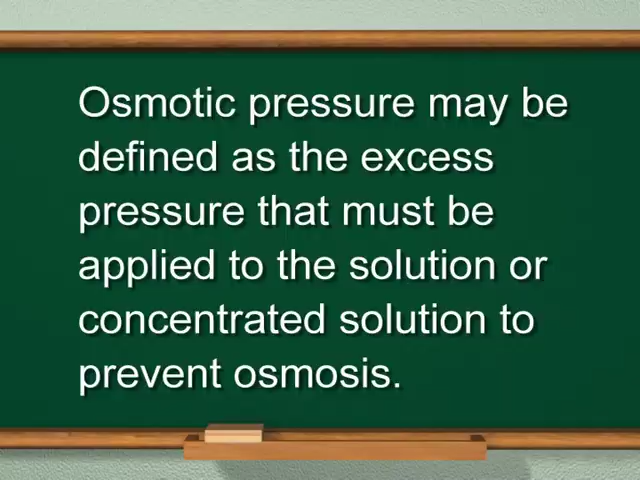 Osmotic pressure may be
defined as the excess
pressure that must be
applied to the solution or
concentrated solution to
prevent osmosis.